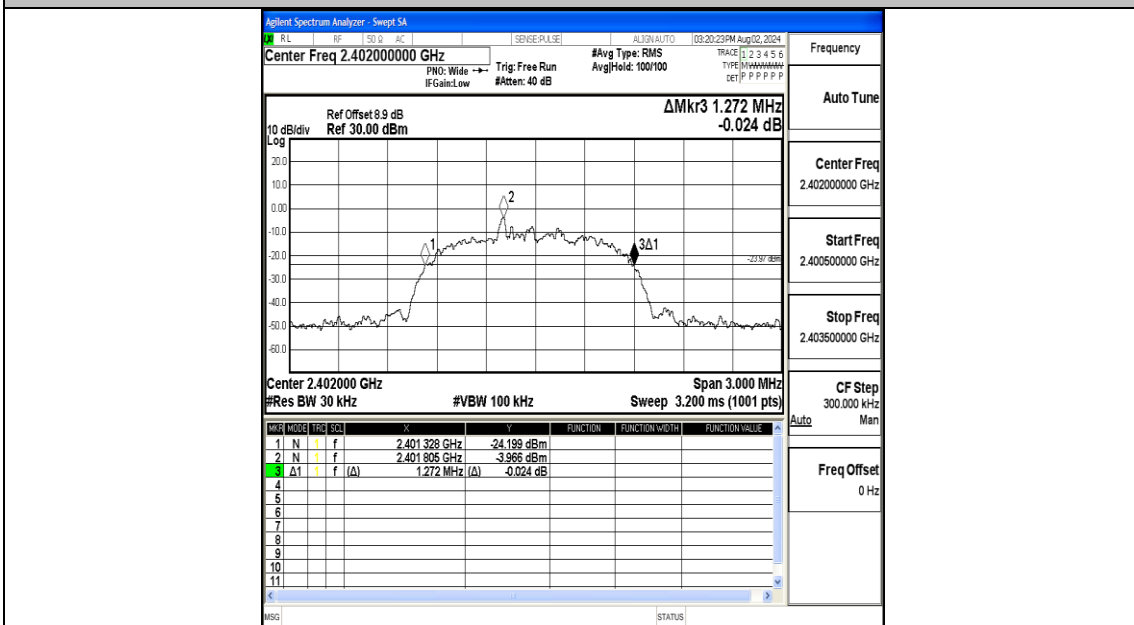 Agilent Spectrum Analyzer - Swept SA
RL RF 50 Ω AC SENSE:PULSE ALIGN AUTO 03:20:23 PM Aug 02, 2024
Center Freq 2.402000000 GHz
PNO: Wide
IFGain:Low
Trig: Free Run
#Atten: 40 dB
#Avg Type: RMS
Avg|Hold: 100/100
TRACE 1 2 3 4 5 6
TYPE M WWWWW
DET P P P P P P
ΔMkr3 1.272 MHz
-0.024 dB
Ref Offset 8.9 dB
10 dB/div Ref 30.00 dBm
Log
20.0
10.0
0.00
-10.0
-20.0
-30.0
-40.0
-50.0
-60.0
1
2
3Δ1
-23.97 dBm
Center 2.402000 GHz Span 3.000 MHz
#Res BW 30 kHz #VBW 100 kHz Sweep 3.200 ms (1001 pts)
MKR MODE TRC SCL X Y FUNCTION FUNCTION WIDTH FUNCTION VALUE
1 N 1 f 2.401 328 GHz -24.199 dBm
2 N 1 f 2.401 805 GHz -3.966 dBm
3 Δ1 1 f (Δ) 1.272 MHz (Δ) -0.024 dB
4
5
6
7
8
9
10
11
MSG STATUS
Frequency
Auto Tune
Center Freq
2.402000000 GHz
Start Freq
2.400500000 GHz
Stop Freq
2.403500000 GHz
CF Step
300.000 kHz
Auto Man
Freq Offset
0 Hz